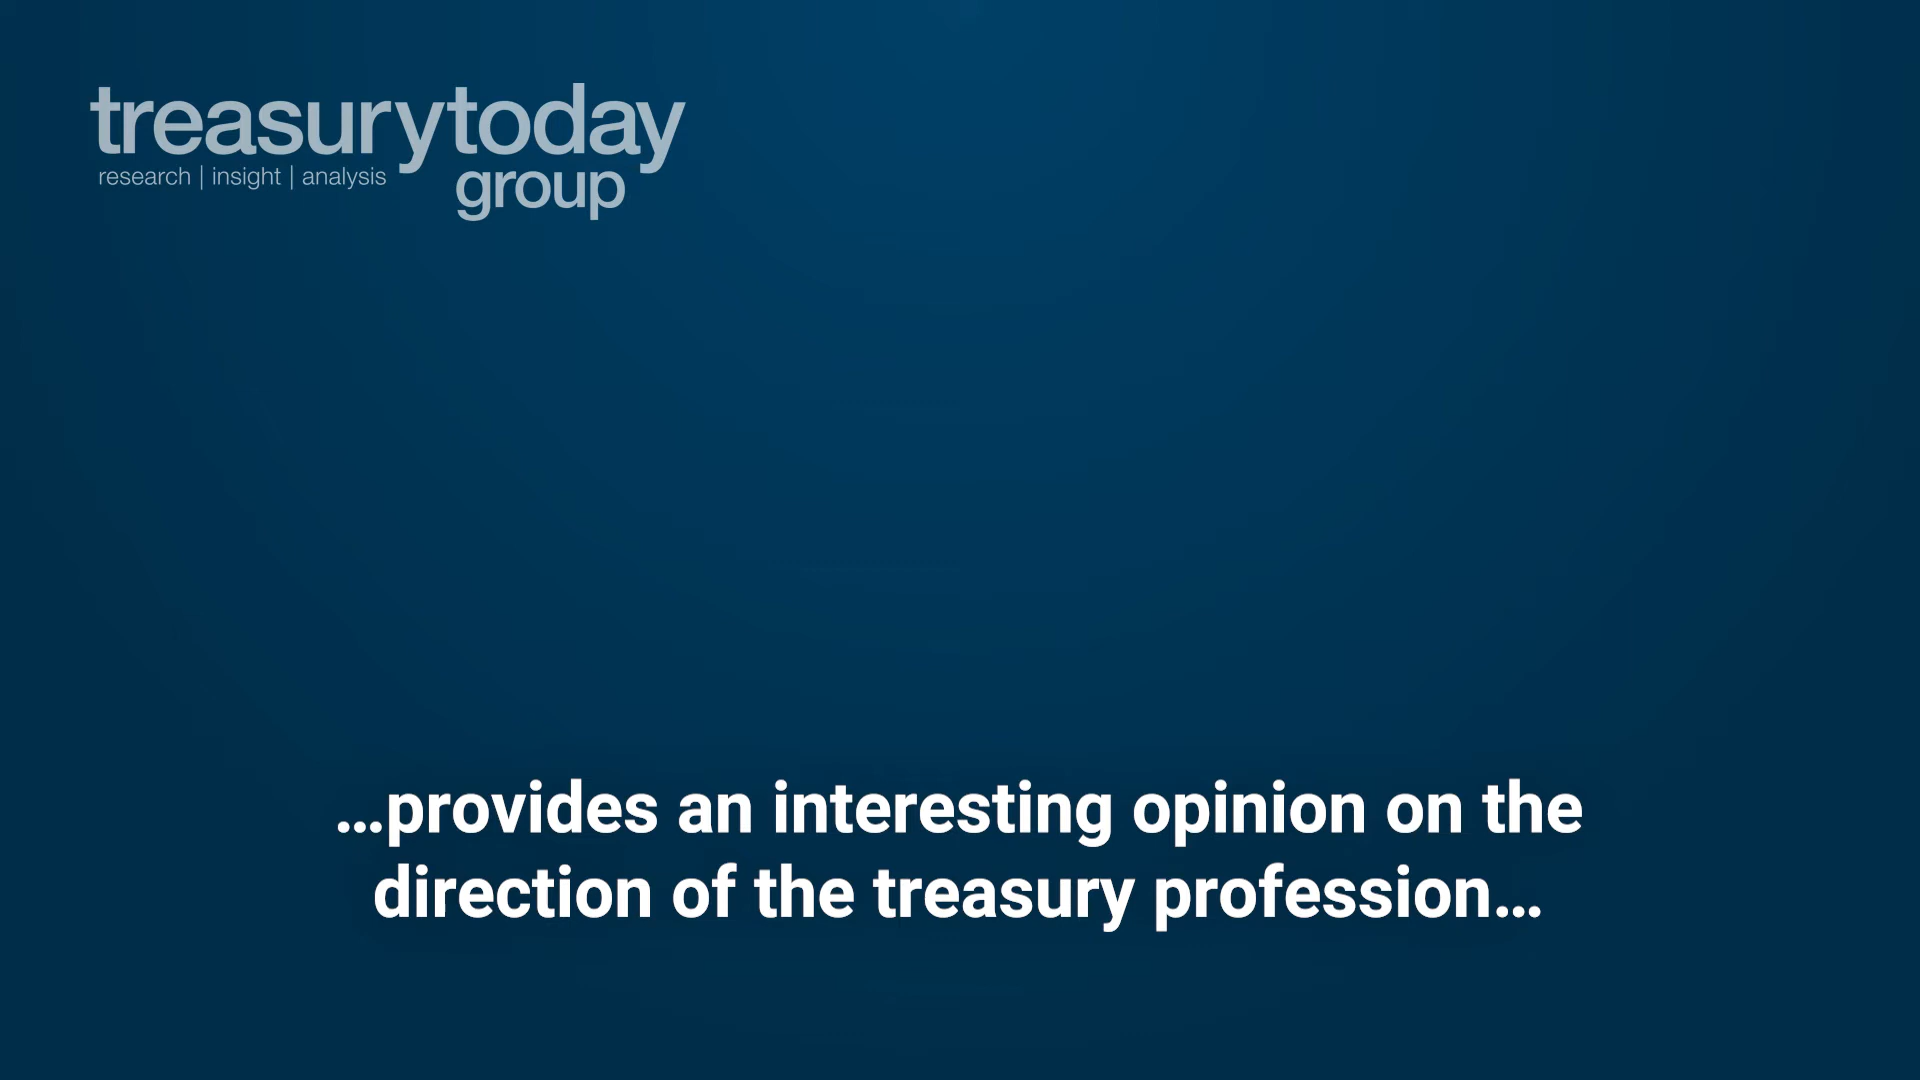 treasurytoday
research | insight | analysis
group
…provides an interesting opinion on the
direction of the treasury profession…